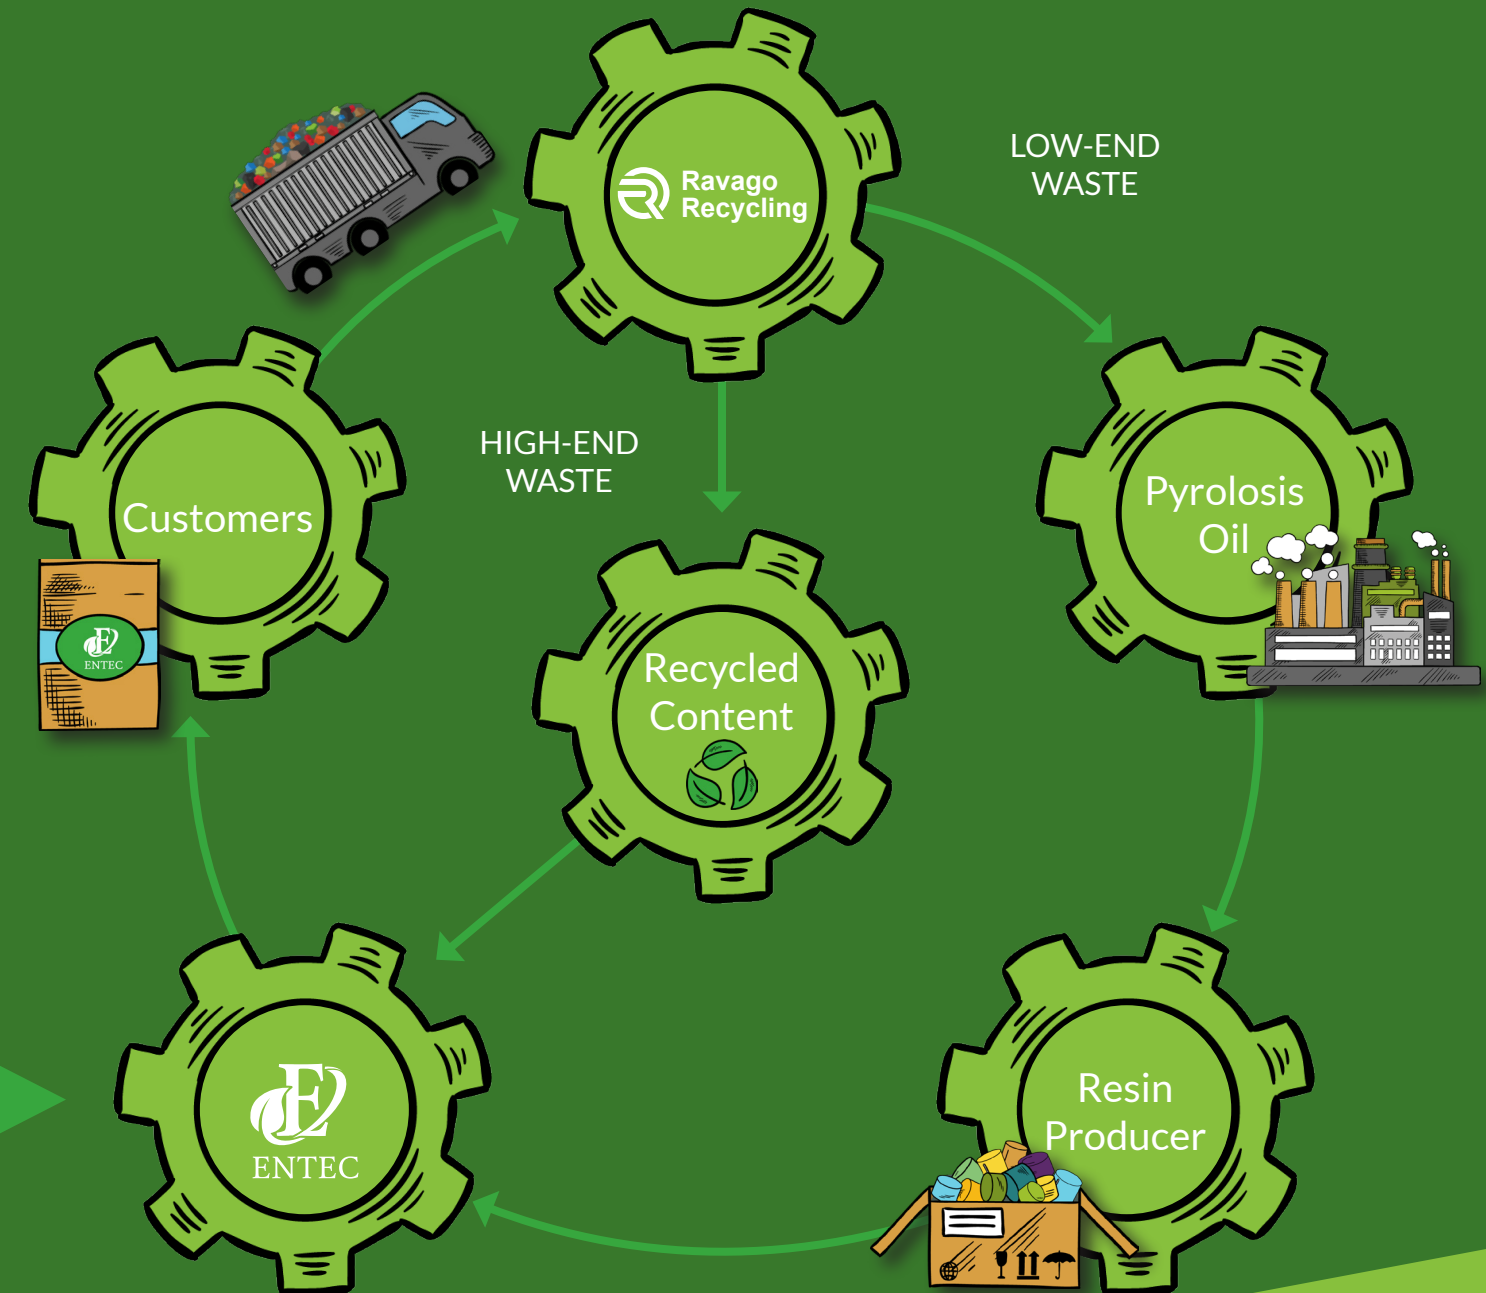 Ravago
Recycling
LOW-END
WASTE
HIGH-END
WASTE
Customers
ENTEC
Pyrolosis
Oil
Recycled
Content
ENTEC
Resin
Producer